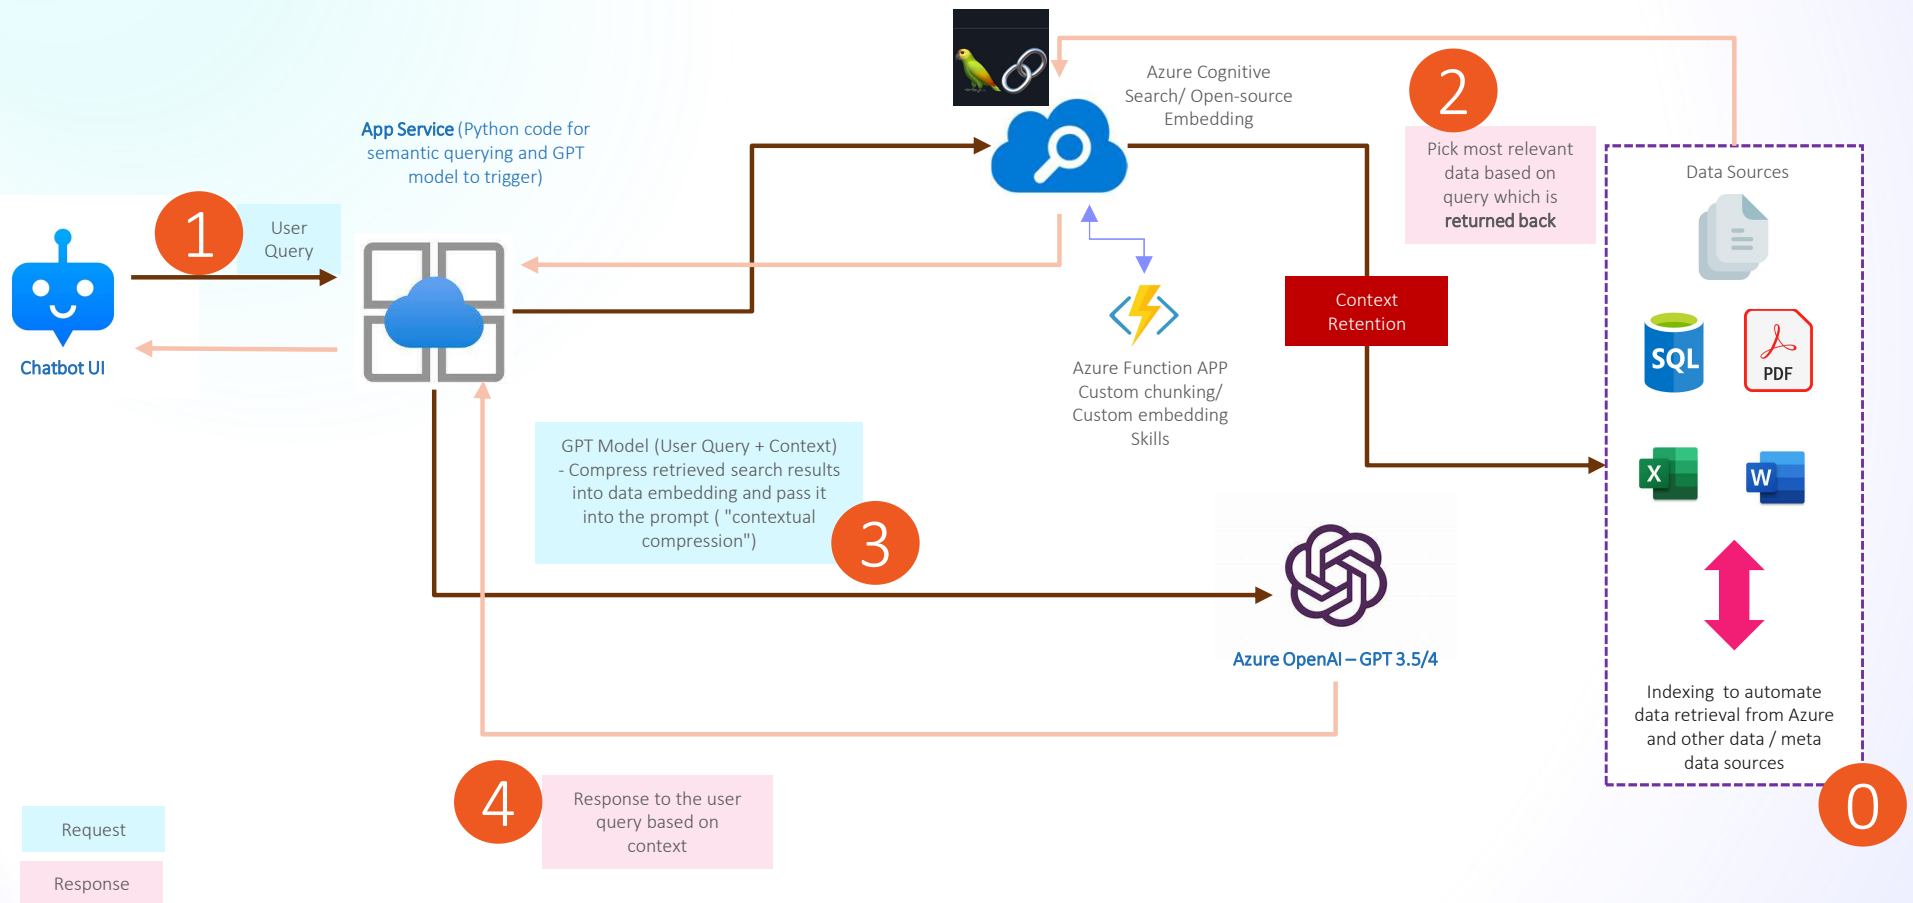 Azure Cognitive
Search/ Open-source
Embedding
2
Pick most relevant
data based on
query which is
returned back
App Service (Python code for
semantic querying and GPT
model to trigger)
1
User
Query
Chatbot UI
Data Sources
SQL
PDF
X
W
Context
Retention
Azure Function APP
Custom chunking/
Custom embedding
Skills
GPT Model (User Query + Context)
- Compress retrieved search results
into data embedding and pass it
into the prompt ( "contextual
compression")
3
Azure OpenAI – GPT 3.5/4
Indexing to automate
data retrieval from Azure
and other data / meta
data sources
0
4
Response to the user
query based on
context
Request
Response